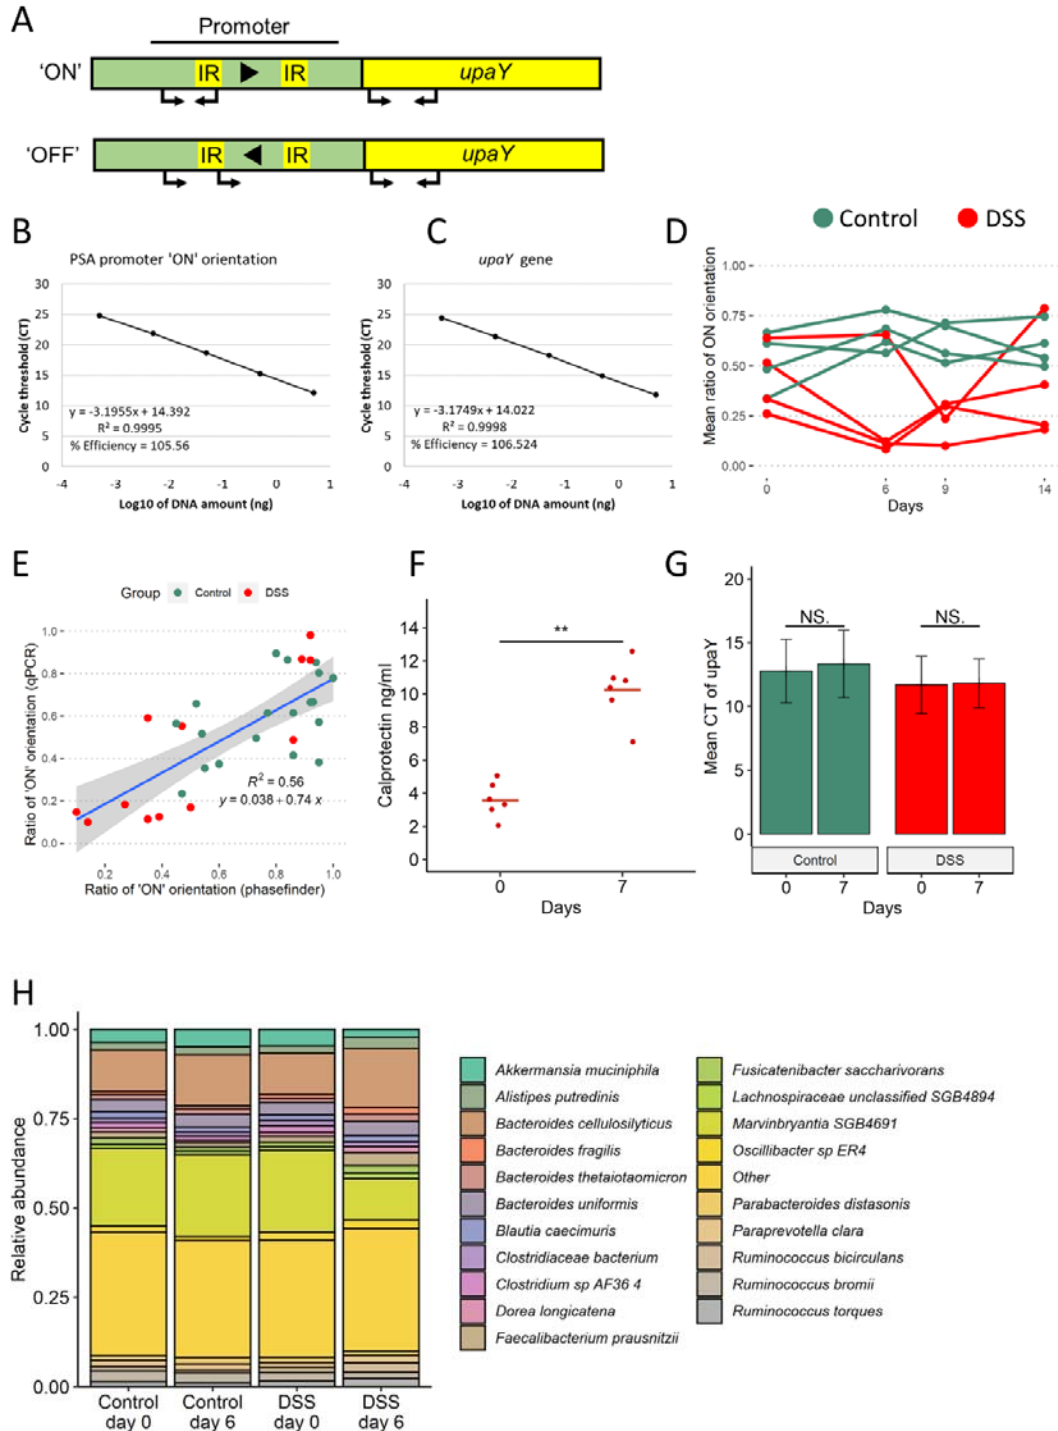 A
Promoter
'ON' IR IR upaY
'OFF' IR IR upaY
B
PSA promoter 'ON' orientation
Cycle threshold (CT)
30
25
20
15
10
5
0
y = -3.1955x + 14.392
R² = 0.9995
% Efficiency = 105.56
-4 -3 -2 -1 0 1
Log10 of DNA amount (ng)
C
upaY gene
Cycle threshold (CT)
30
25
20
15
10
5
0
y = -3.1749x + 14.022
R² = 0.9998
% Efficiency = 106.524
-4 -3 -2 -1 0 1
Log10 of DNA amount (ng)
D
Control DSS
Mean ratio of ON orientation
1.00
0.75
0.50
0.25
0.00
0 6 9 14
Days
E
Group Control DSS
Ratio of 'ON' orientation (qPCR)
1.0
0.8
0.6
0.4
0.2
0.0
R² = 0.56
y = 0.038 + 0.74 x
0.2 0.4 0.6 0.8 1.0
Ratio of 'ON' orientation (phasefinder)
F
Calprotectin ng/ml
14
12
10
8
6
4
2
0
**
0 7
Days
G
Mean CT of upaY
20
15
10
5
0
NS. NS.
Control DSS
0 7 0 7
Days
H
Relative abundance
1.00
0.75
0.50
0.25
0.00
Control day 0
Control day 6
DSS day 0
DSS day 6
Akkermansia muciniphila
Alistipes putredinis
Bacteroides cellulosilyticus
Bacteroides fragilis
Bacteroides thetaiotaomicron
Bacteroides uniformis
Blautia caecimuris
Clostridiaceae bacterium
Clostridium sp AF36 4
Dorea longicatena
Faecalibacterium prausnitzii
Fusicatenibacter saccharivorans
Lachnospiraceae unclassified SGB4894
Marvinbryantia SGB4691
Oscillibacter sp ER4
Other
Parabacteroides distasonis
Paraprevotella clara
Ruminococcus bicirculans
Ruminococcus bromii
Ruminococcus torques